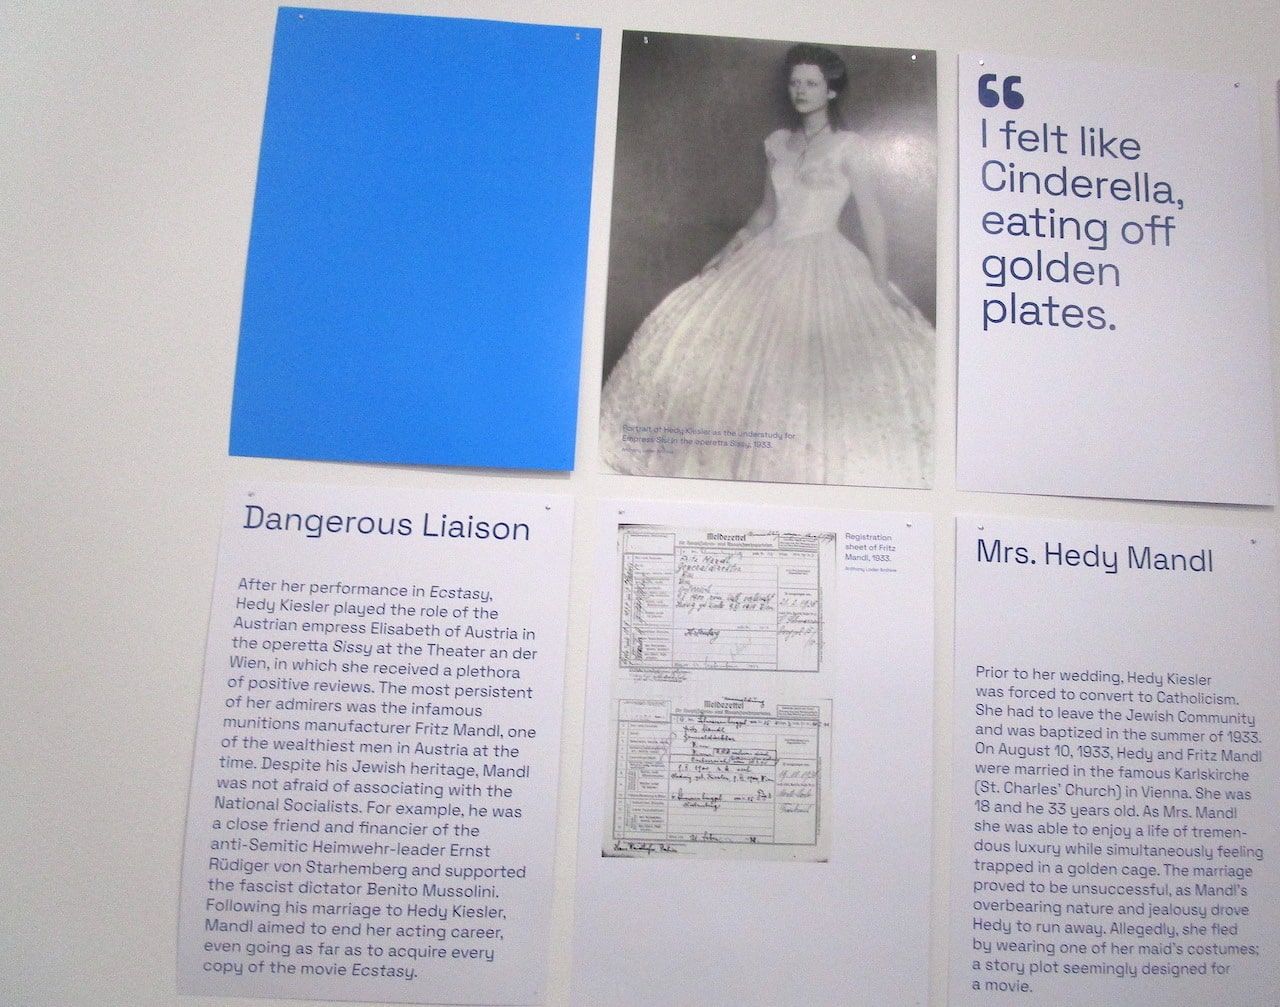 “
I felt like
Cinderella,
eating off
golden
plates.
Portrait of Hedy Kiesler as the understudy for
Empress Sisi in the operetta Sissy, 1933.
Anthony Loder Archive
Dangerous Liaison
After her performance in Ecstasy,
Hedy Kiesler played the role of the
Austrian empress Elisabeth of Austria in
the operetta Sissy at the Theater an der
Wien, in which she received a plethora
of positive reviews. The most persistent
of her admirers was the infamous
munitions manufacturer Fritz Mandl, one
of the wealthiest men in Austria at the
time. Despite his Jewish heritage, Mandl
was not afraid of associating with the
National Socialists. For example, he was
a close friend and financier of the
anti-Semitic Heimwehr-leader Ernst
Rüdiger von Starhemberg and supported
the fascist dictator Benito Mussolini.
Following his marriage to Hedy Kiesler,
Mandl aimed to end her acting career,
even going as far as to acquire every
copy of the movie Ecstasy.
Meldezettel
Fritz Mandl
Generaldirektor
Meldezettel
Fritz Mandl
Registration
sheet of Fritz
Mandl, 1933.
Anthony Loder Archive
Mrs. Hedy Mandl
Prior to her wedding, Hedy Kiesler
was forced to convert to Catholicism.
She had to leave the Jewish Community
and was baptized in the summer of 1933.
On August 10, 1933, Hedy and Fritz Mandl
were married in the famous Karlskirche
(St. Charles’ Church) in Vienna. She was
18 and he 33 years old. As Mrs. Mandl
she was able to enjoy a life of tremen-
dous luxury while simultaneously feeling
trapped in a golden cage. The marriage
proved to be unsuccessful, as Mandl’s
overbearing nature and jealousy drove
Hedy to run away. Allegedly, she fled
by wearing one of her maid’s costumes;
a story plot seemingly designed for
a movie.